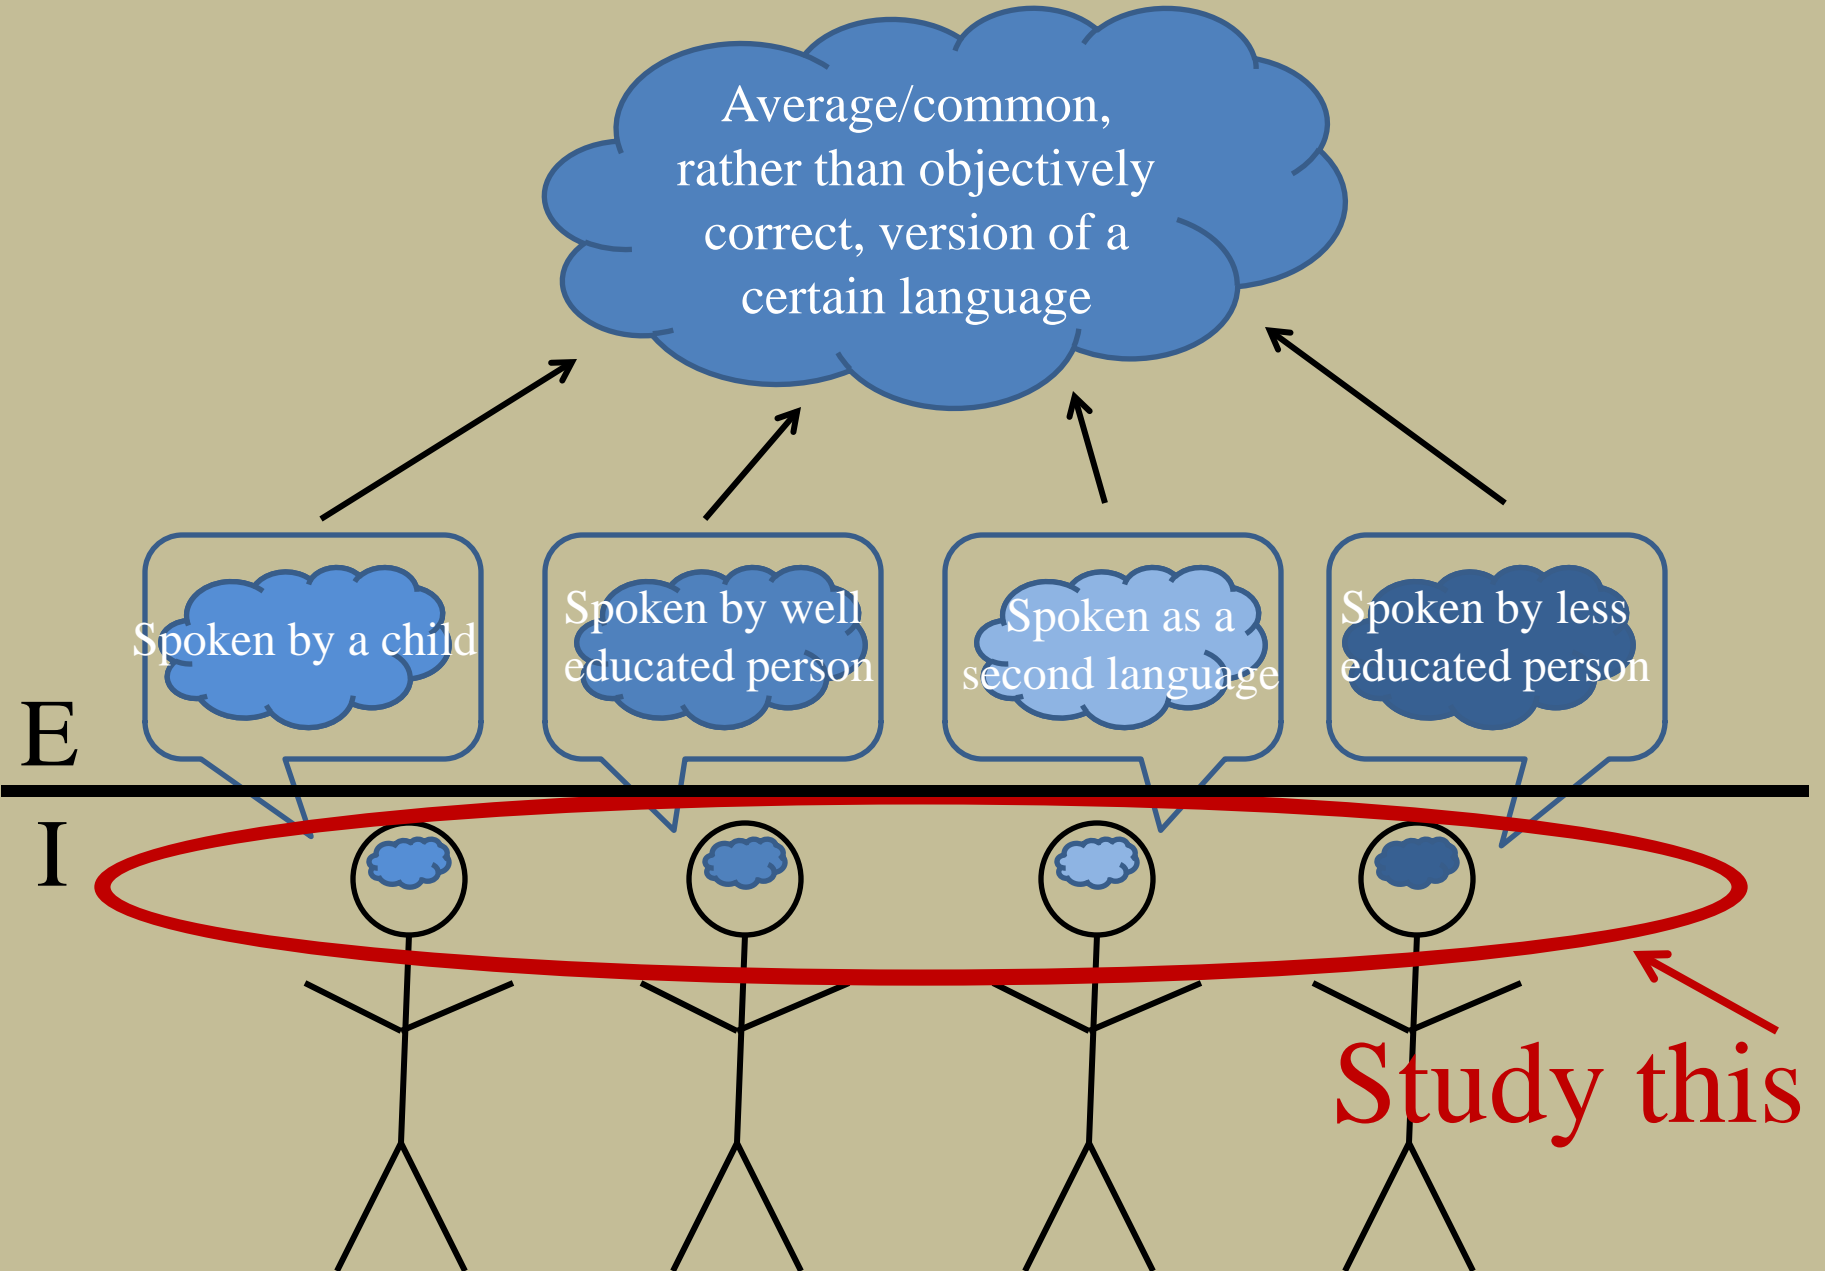 Average/common,
rather than objectively
correct, version of a
certain language
Spoken by a child
Spoken by well
educated person
Spoken as a
second language
Spoken by less
educated person
E
I
Study this